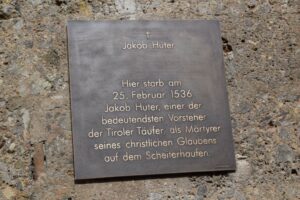 †
Jakob Huter
Hier starb am
25. Februar 1536
Jakob Huter, einer der
bedeutendsten Vorsteher
der Tiroler Täufer, als Märtyrer
seines christlichen Glaubens
auf dem Scheiterhaufen.